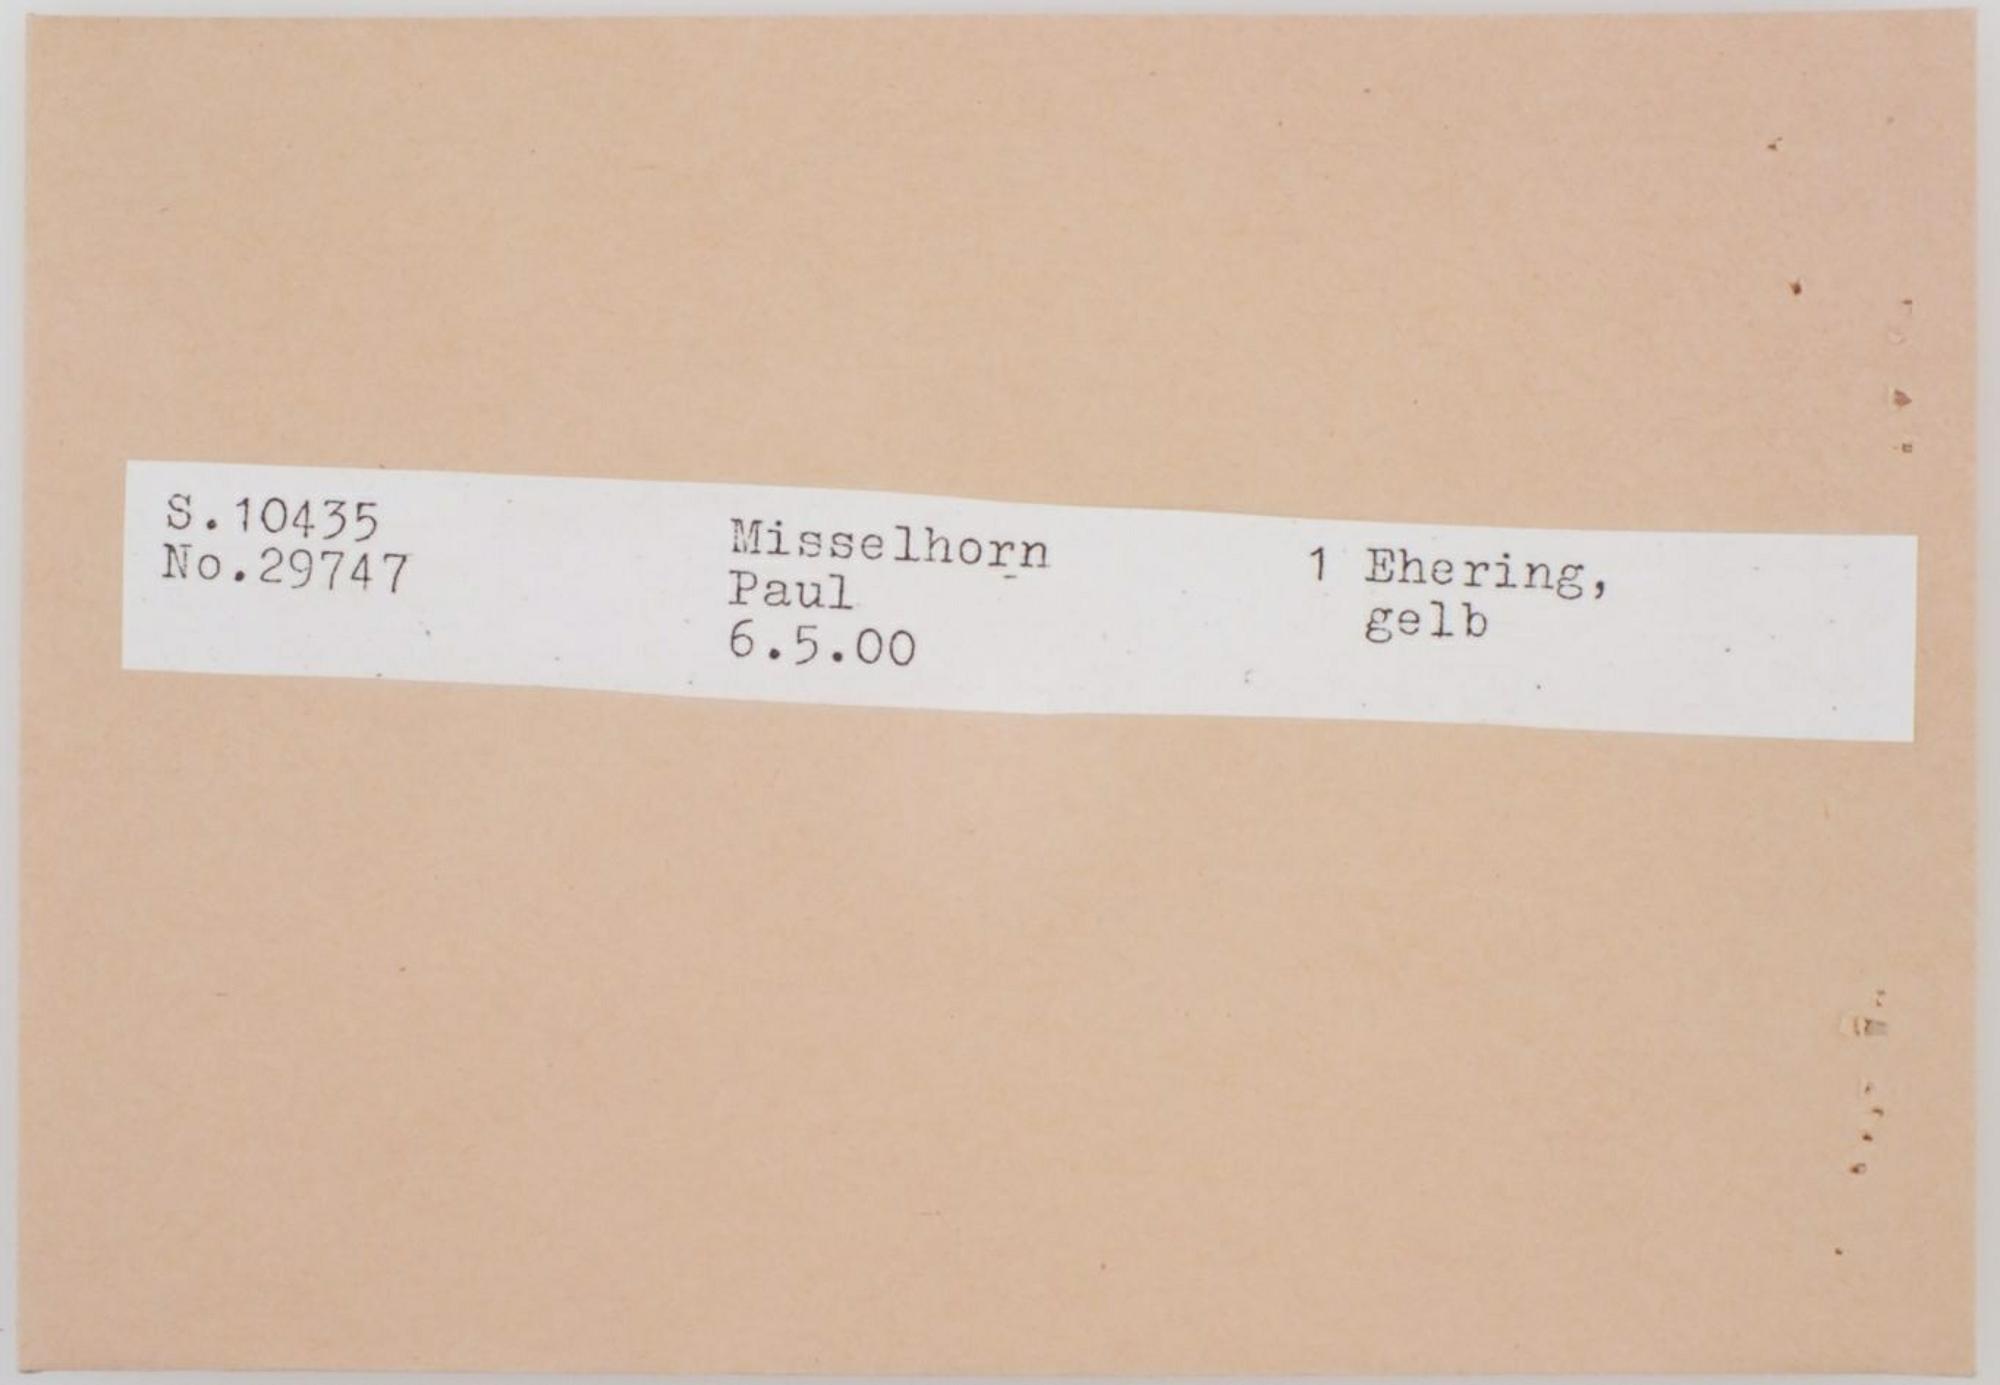 S.10435
No.29747
Misselhorn
Paul
6.5.00
1 Ehering,
gelb